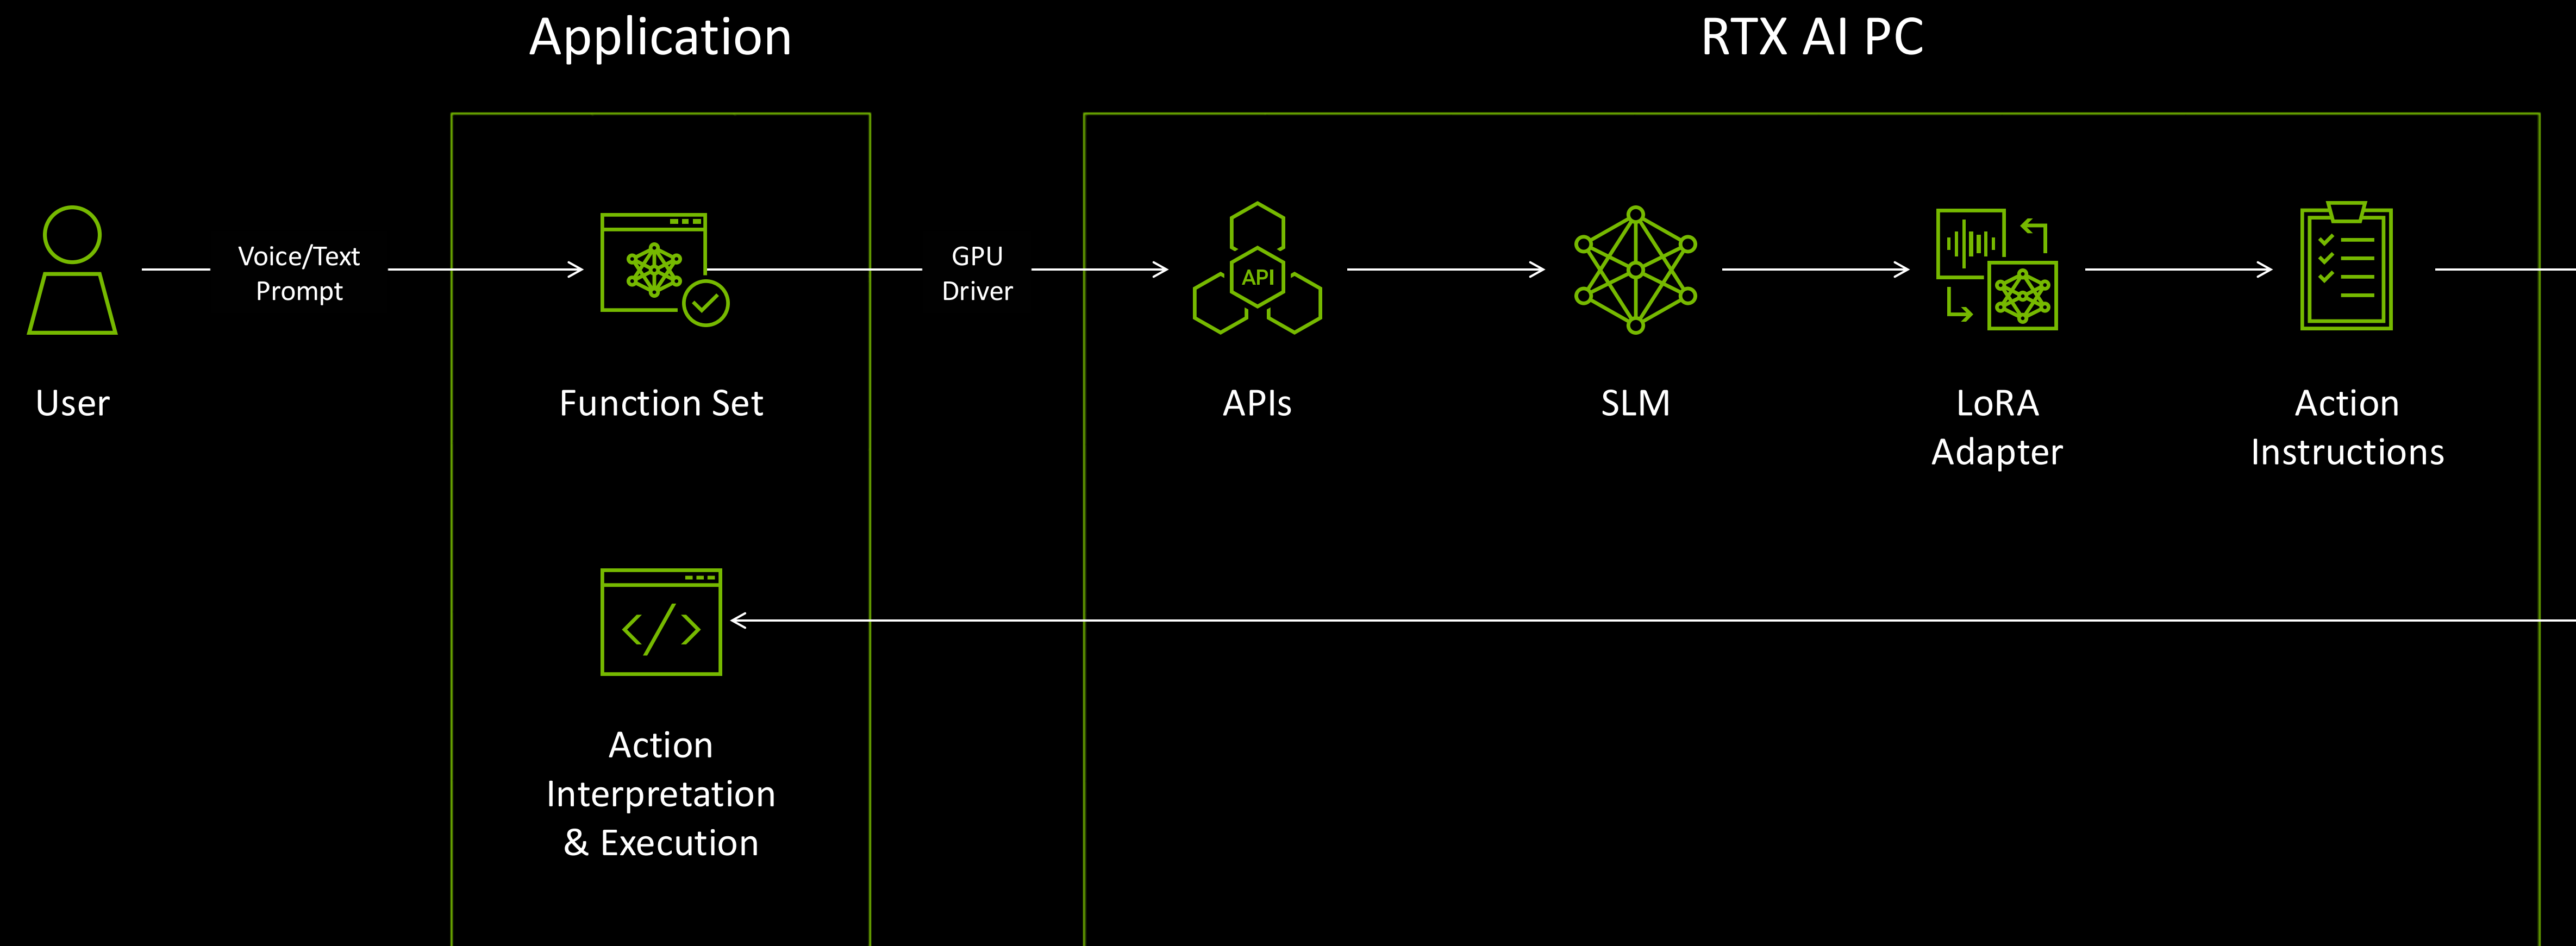 Application
RTX AI PC
Voice/Text
Prompt
GPU
Driver
API
User
Function Set
APIs
SLM
LoRA
Adapter
Action
Instructions
Action
Interpretation
& Execution